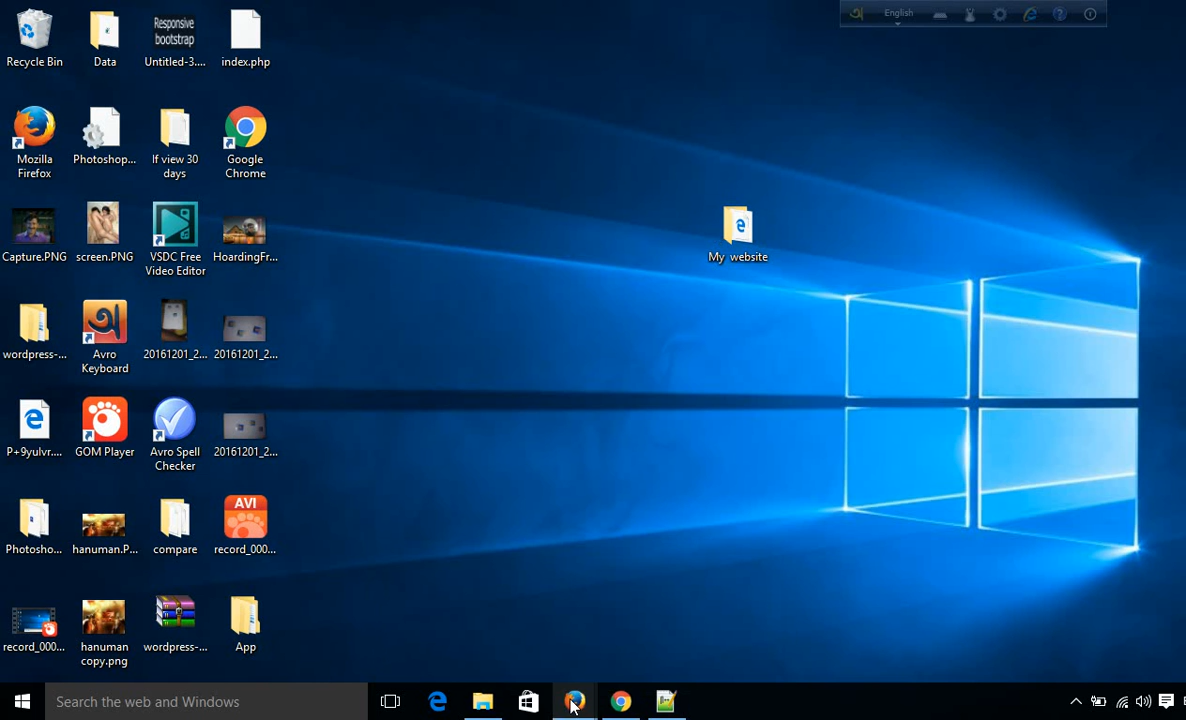 অ English
Recycle Bin
Data
Responsive
bootstrap
Untitled-3....
index.php
Mozilla
Firefox
Photoshop...
If view 30
days
Google
Chrome
Capture.PNG
screen.PNG
VSDC Free
Video Editor
HoardingFr...
My website
wordpress-...
অ
Avro
Keyboard
20161201_2...
20161201_2...
P+9yulvr....
GOM Player
Avro Spell
Checker
20161201_2...
Photosho...
hanuman.P...
compare
AVI
record_000...
record_000...
hanuman
copy.png
wordpress-...
App
Search the web and Windows